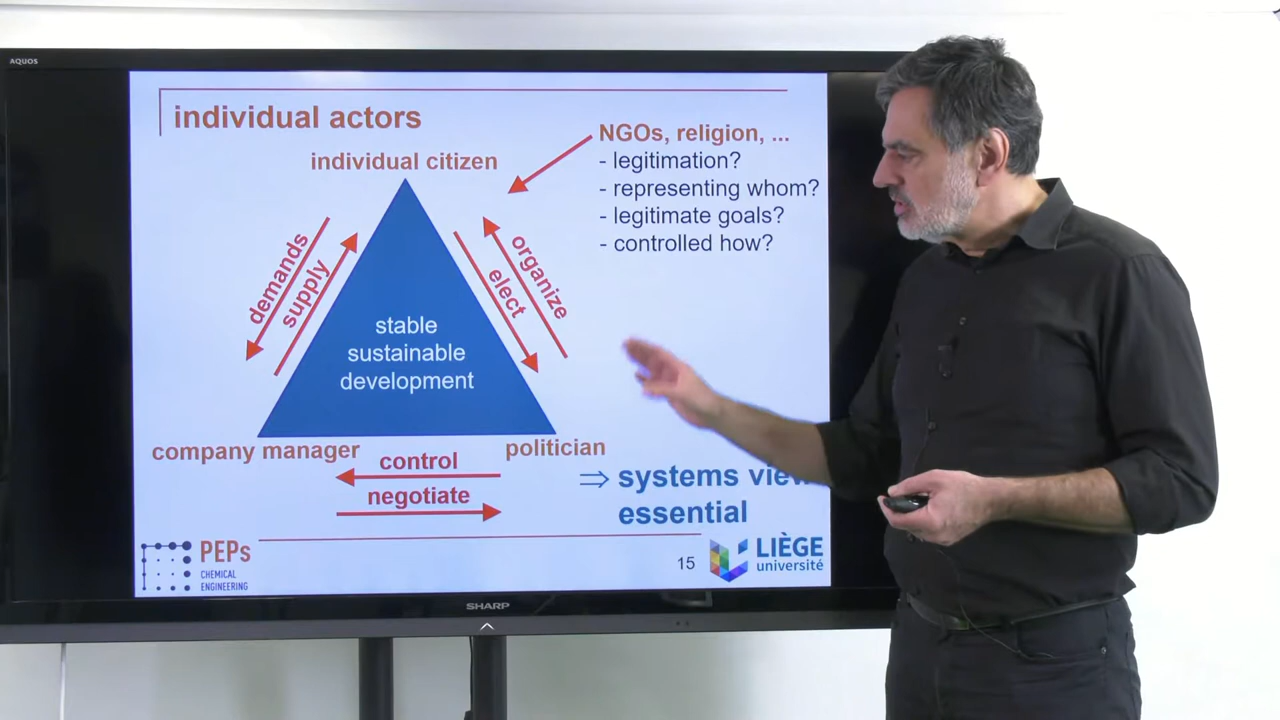 AQUOS
individual actors
individual citizen
NGOs, religion, ...
- legitimation?
- representing whom?
- legitimate goals?
- controlled how?
demands
supply
organize
elect
stable
sustainable
development
company manager
politician
control
negotiate
⇒ systems view
essential
PEPs
CHEMICAL
ENGINEERING
15
LIÈGE
université
SHARP